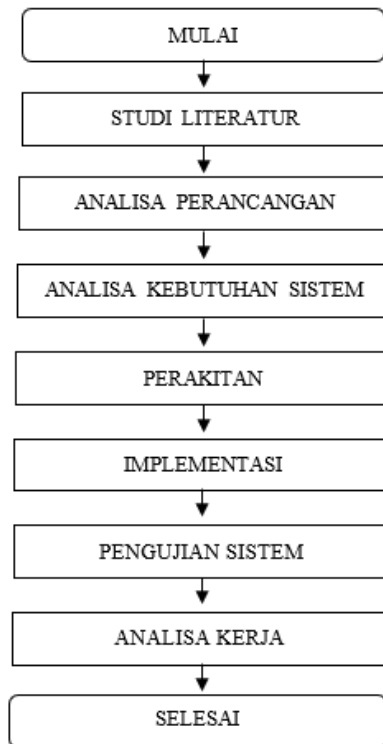 MULAI
STUDI LITERATUR
ANALISA PERANCANGAN
ANALISA KEBUTUHAN SISTEM
PERAKITAN
IMPLEMENTASI
PENGUJIAN SISTEM
ANALISA KERJA
SELESAI